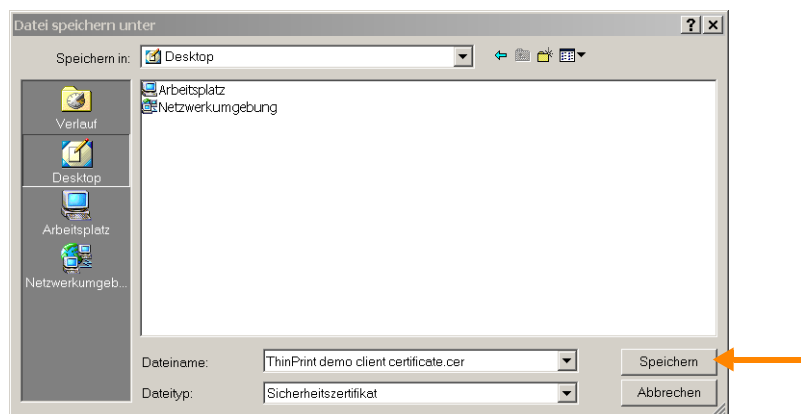 Datei speichern unter
Speichern in:
Desktop
Verlauf
Desktop
Arbeitsplatz
Netzwerkumgeb...
Arbeitsplatz
Netzwerkumgebung
Dateiname:
ThinPrint demo client certificate.cer
Speichern
Dateityp:
Sicherheitszertifikat
Abbrechen